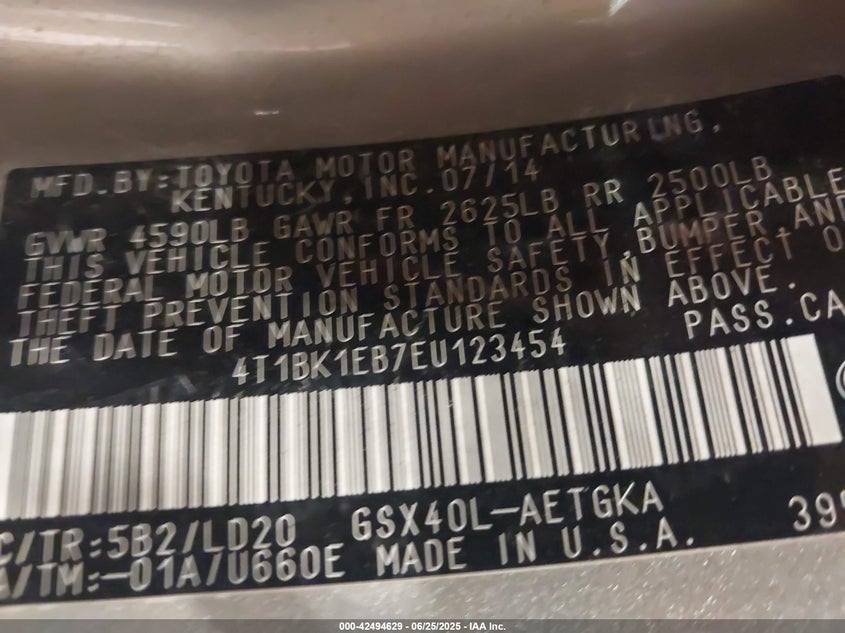 MFD.BY:TOYOTA MOTOR MANUFACTURING,
KENTUCKY,INC.07/14
GVWR 4590LB GAWR FR 2625LB RR 2500LB
THIS VEHICLE CONFORMS TO ALL APPLICABLE
FEDERAL MOTOR VEHICLE SAFETY,BUMPER,AND
THEFT PREVENTION STANDARDS IN EFFECT O
THE DATE OF MANUFACTURE SHOWN ABOVE.
4T1BK1EB7EU123454 PASS.CA
C/TR:5B2/LD20 GSX40L-AETGKA
A/TM:-01A/U660E MADE IN U.S.A. 399
000-42494629 - 06/25/2025 - IAA Inc.